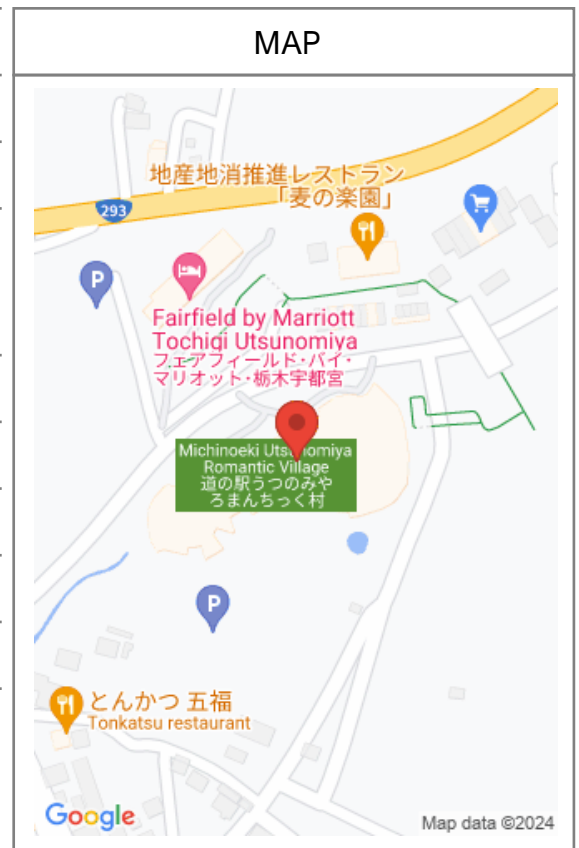 MAP
地産地消推進レストラン
「麦の楽園」
293
P
Fairfield by Marriott
Tochigi Utsunomiya
フェアフィールド・バイ・
マリオット・栃木宇都宮
Michinoeki Utsunomiya
Romantic Village
道の駅うつのみや
ろまんちっく村
P
とんかつ 五福
Tonkatsu restaurant
Google
Map data ©2024